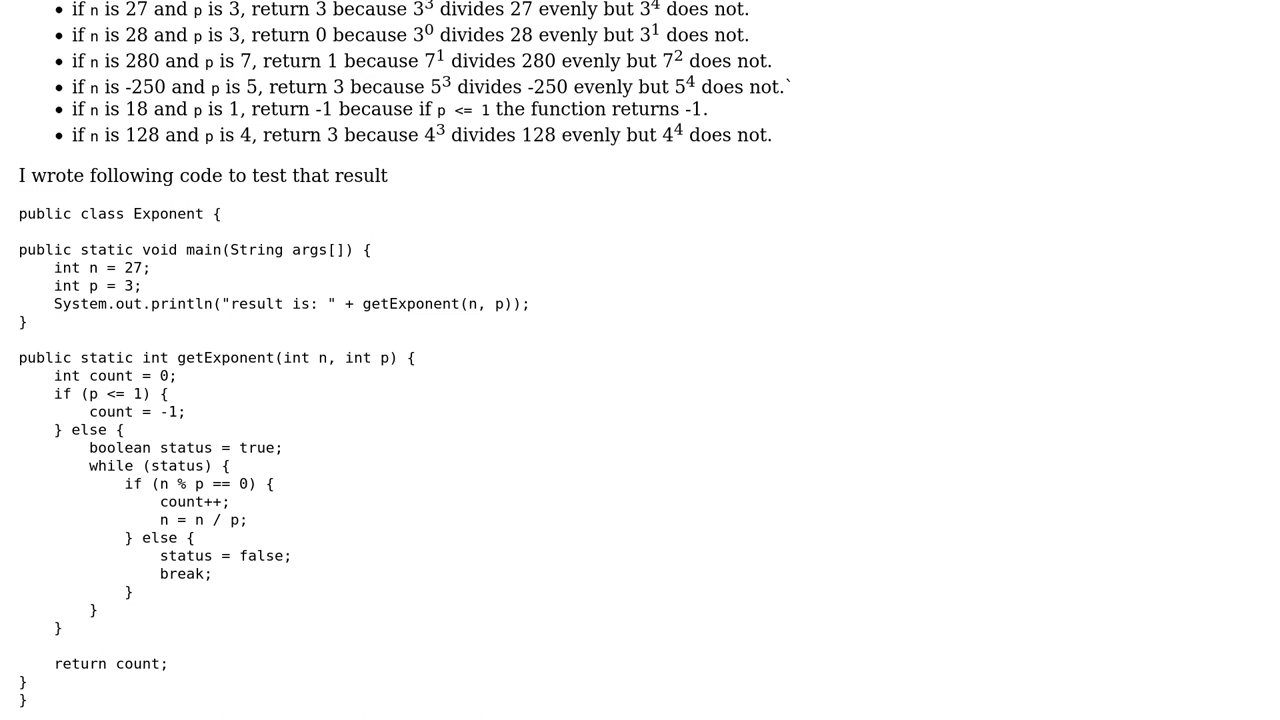 • if n is 27 and p is 3, return 3 because 3³ divides 27 evenly but 3⁴ does not.
• if n is 28 and p is 3, return 0 because 3⁰ divides 28 evenly but 3¹ does not.
• if n is 280 and p is 7, return 1 because 7¹ divides 280 evenly but 7² does not.
• if n is -250 and p is 5, return 3 because 5³ divides -250 evenly but 5⁴ does not.`
• if n is 18 and p is 1, return -1 because if p <= 1 the function returns -1.
• if n is 128 and p is 4, return 3 because 4³ divides 128 evenly but 4⁴ does not.
I wrote following code to test that result
public class Exponent {
public static void main(String args[]) {
    int n = 27;
    int p = 3;
    System.out.println("result is: " + getExponent(n, p));
}
public static int getExponent(int n, int p) {
    int count = 0;
    if (p <= 1) {
        count = -1;
    } else {
        boolean status = true;
        while (status) {
            if (n % p == 0) {
                count++;
                n = n / p;
            } else {
                status = false;
                break;
            }
        }
    }
    return count;
}
}